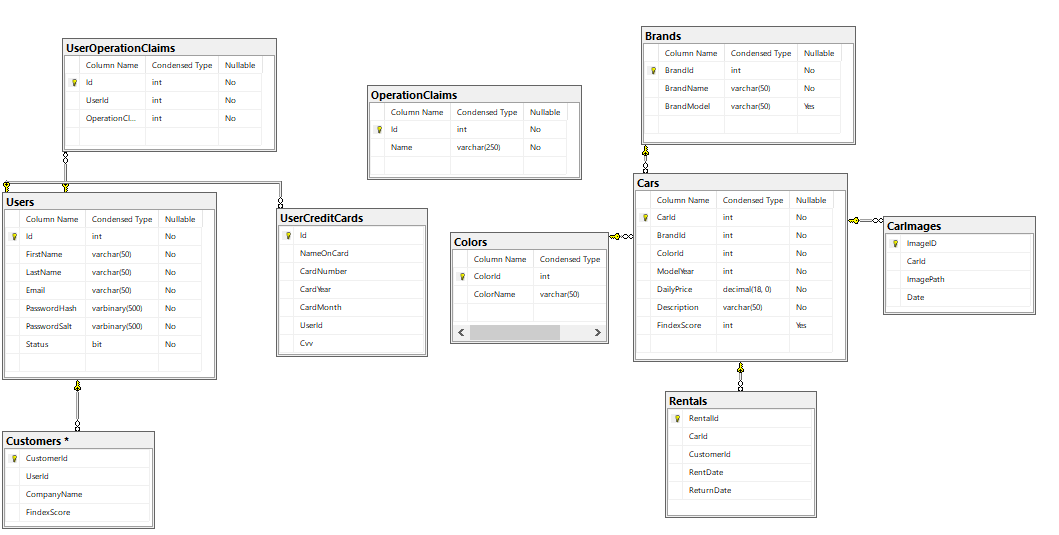 UserOperationClaims
Column Name Condensed Type Nullable
Id int No
UserId int No
OperationCl... int No
OperationClaims
Column Name Condensed Type Nullable
Id int No
Name varchar(250) No
Brands
Column Name Condensed Type Nullable
BrandId int No
BrandName varchar(50) No
BrandModel varchar(50) Yes
Users
Column Name Condensed Type Nullable
Id int No
FirstName varchar(50) No
LastName varchar(50) No
Email varchar(50) No
PasswordHash varbinary(500) No
PasswordSalt varbinary(500) No
Status bit No
UserCreditCards
Id
NameOnCard
CardNumber
CardYear
CardMonth
UserId
Cvv
Colors
Column Name Condensed Type
ColorId int
ColorName varchar(50)
Cars
Column Name Condensed Type Nullable
CarId int No
BrandId int No
ColorId int No
ModelYear int No
DailyPrice decimal(18, 0) No
Description varchar(50) No
FindexScore int Yes
CarImages
ImageID
CarId
ImagePath
Date
Customers *
CustomerId
UserId
CompanyName
FindexScore
Rentals
RentalId
CarId
CustomerId
RentDate
ReturnDate